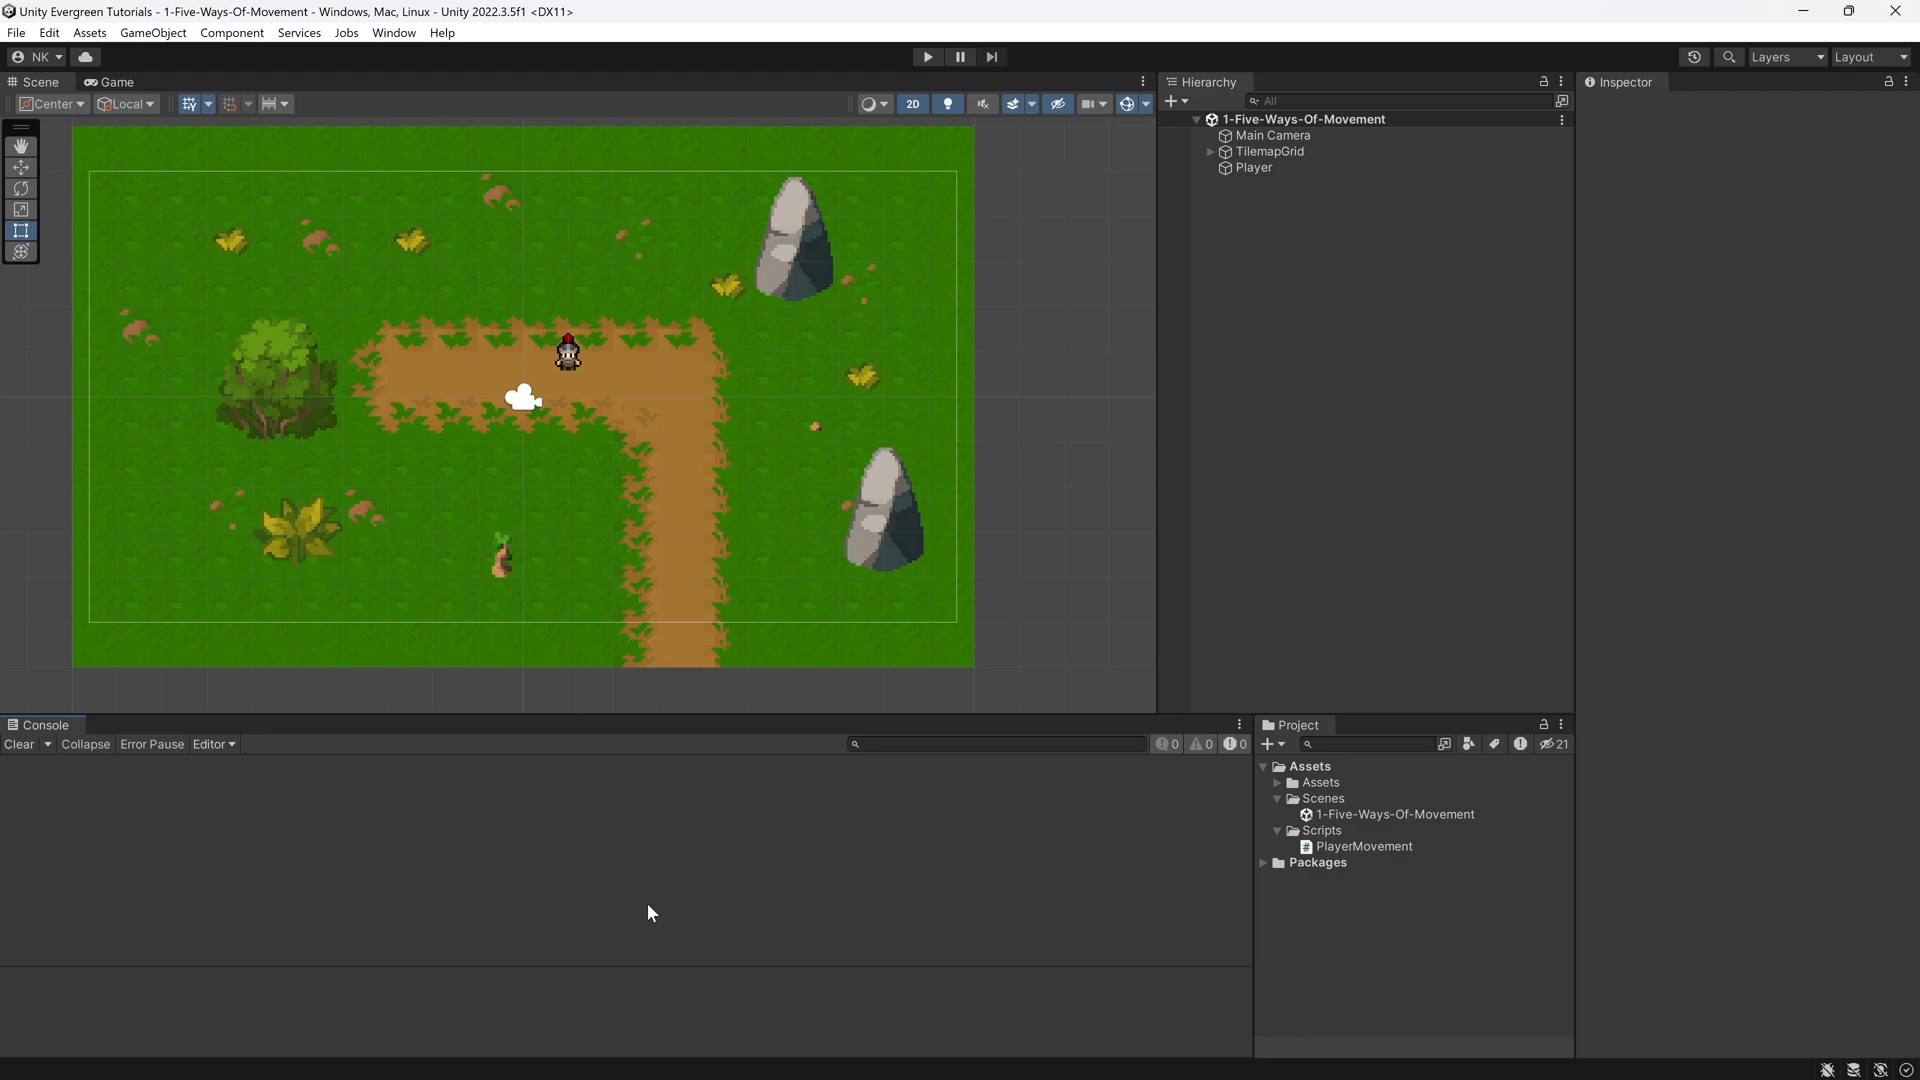 Unity Evergreen Tutorials - 1-Five-Ways-Of-Movement - Windows, Mac, Linux - Unity 2022.3.5f1 <DX11>
File Edit Assets GameObject Component Services Jobs Window Help
NK Layers Layout
Scene Game Hierarchy Inspector
Center Local 2D All
1-Five-Ways-Of-Movement
Main Camera
TilemapGrid
Player
Console Project
Clear Collapse Error Pause Editor 0 0 0 21
Assets
Assets
Scenes
1-Five-Ways-Of-Movement
Scripts
PlayerMovement
Packages